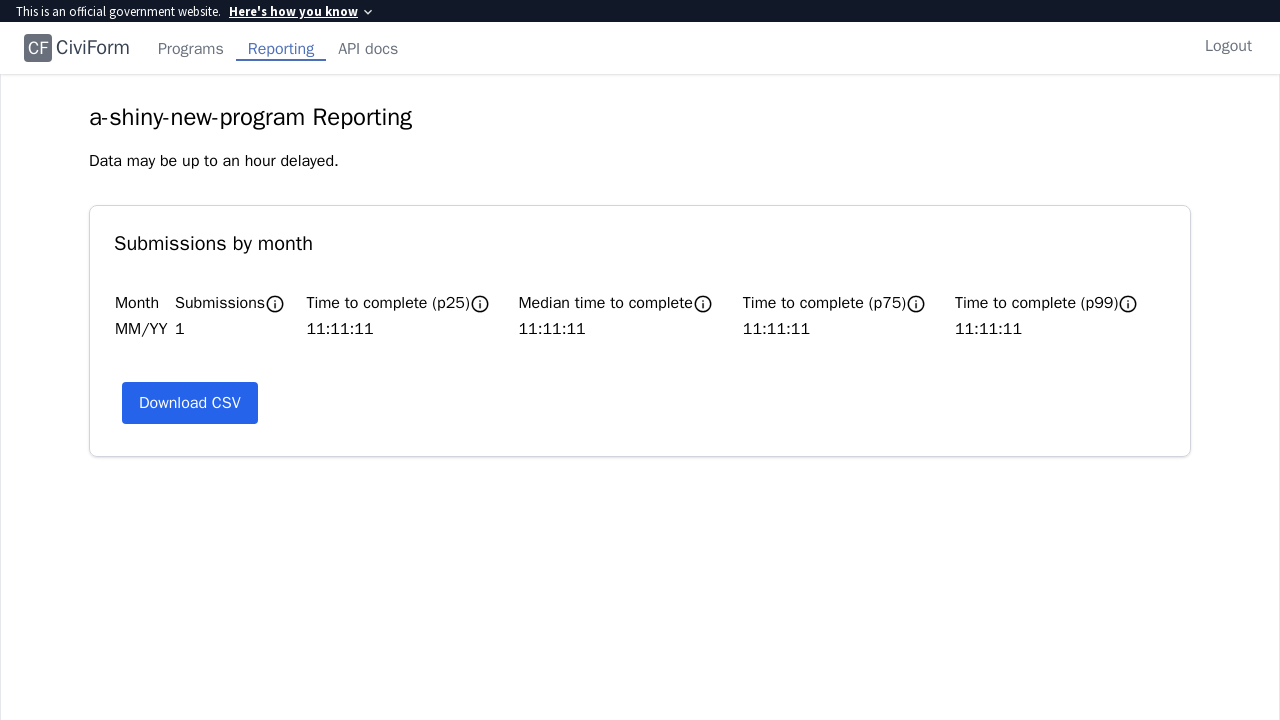 This is an official government website. Here's how you know
CF CiviForm Programs Reporting API docs Logout
a-shiny-new-program Reporting
Data may be up to an hour delayed.
Submissions by month
Month Submissions Time to complete (p25) Median time to complete Time to complete (p75) Time to complete (p99)
MM/YY 1 11:11:11 11:11:11 11:11:11 11:11:11
Download CSV